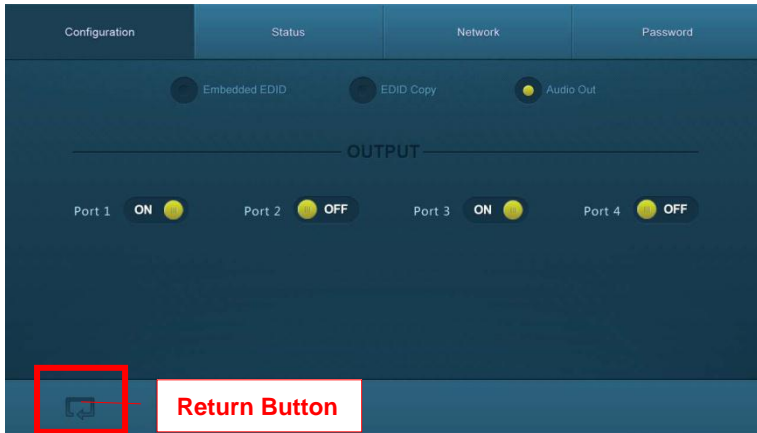 Configuration Status Network Password
Embedded EDID EDID Copy Audio Out
OUTPUT
Port 1 ON Port 2 OFF Port 3 ON Port 4 OFF
Return Button